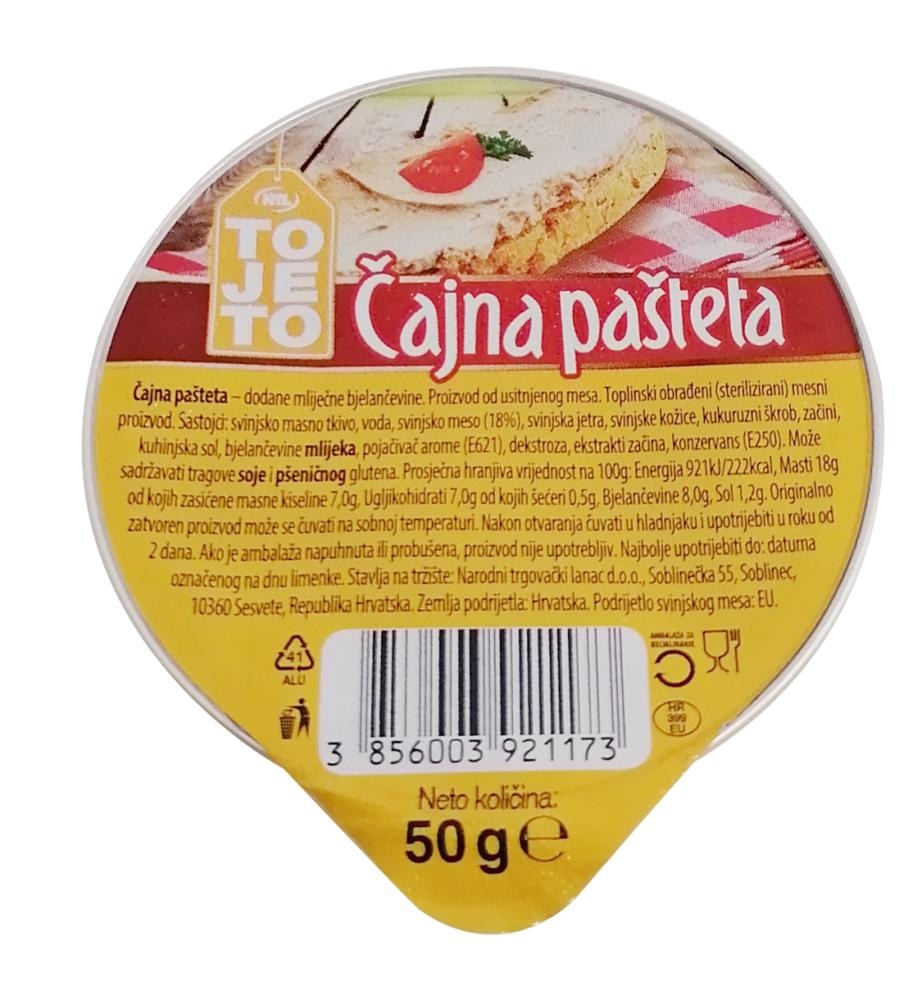 NTL
TO
JE
TO
Čajna pašteta
Čajna pašteta – dodane mliječne bjelančevine. Proizvod od usitnjenog mesa. Toplinski obrađeni (sterilizirani) mesni
proizvod. Sastojci: svinjsko masno tkivo, voda, svinjsko meso (18%), svinjska jetra, svinjske kožice, kukuruzni škrob, začini,
kuhinjska sol, bjelančevine mlijeka, pojačivač arome (E621), dekstroza, ekstrakti začina, konzervans (E250). Može
sadržavati tragove soje i pšeničnog glutena. Prosječna hranjiva vrijednost na 100g: Energija 921kJ/222kcal, Masti 18g
od kojih zasićene masne kiseline 7,0g, Ugljikohidrati 7,0g od kojih šećeri 0,5g, Bjelančevine 8,0g, Sol 1,2g. Originalno
zatvoren proizvod može se čuvati na sobnoj temperaturi. Nakon otvaranja čuvati u hladnjaku i upotrijebiti u roku od
2 dana. Ako je ambalaža napuhnuta ili probušena, proizvod nije upotrebljiv. Najbolje upotrijebiti do: datuma
označenog na dnu limenke. Stavlja na tržište: Narodni trgovački lanac d.o.o., Soblinečka 55, Soblinec,
10360 Sesvete, Republika Hrvatska. Zemlja podrijetla: Hrvatska. Podrijetlo svinjskog mesa: EU.
41
ALU
AMBALAŽA ZA
RECIKLIRANJE
HR
399
EU
3 856003 921173
Neto količina:
50 g e